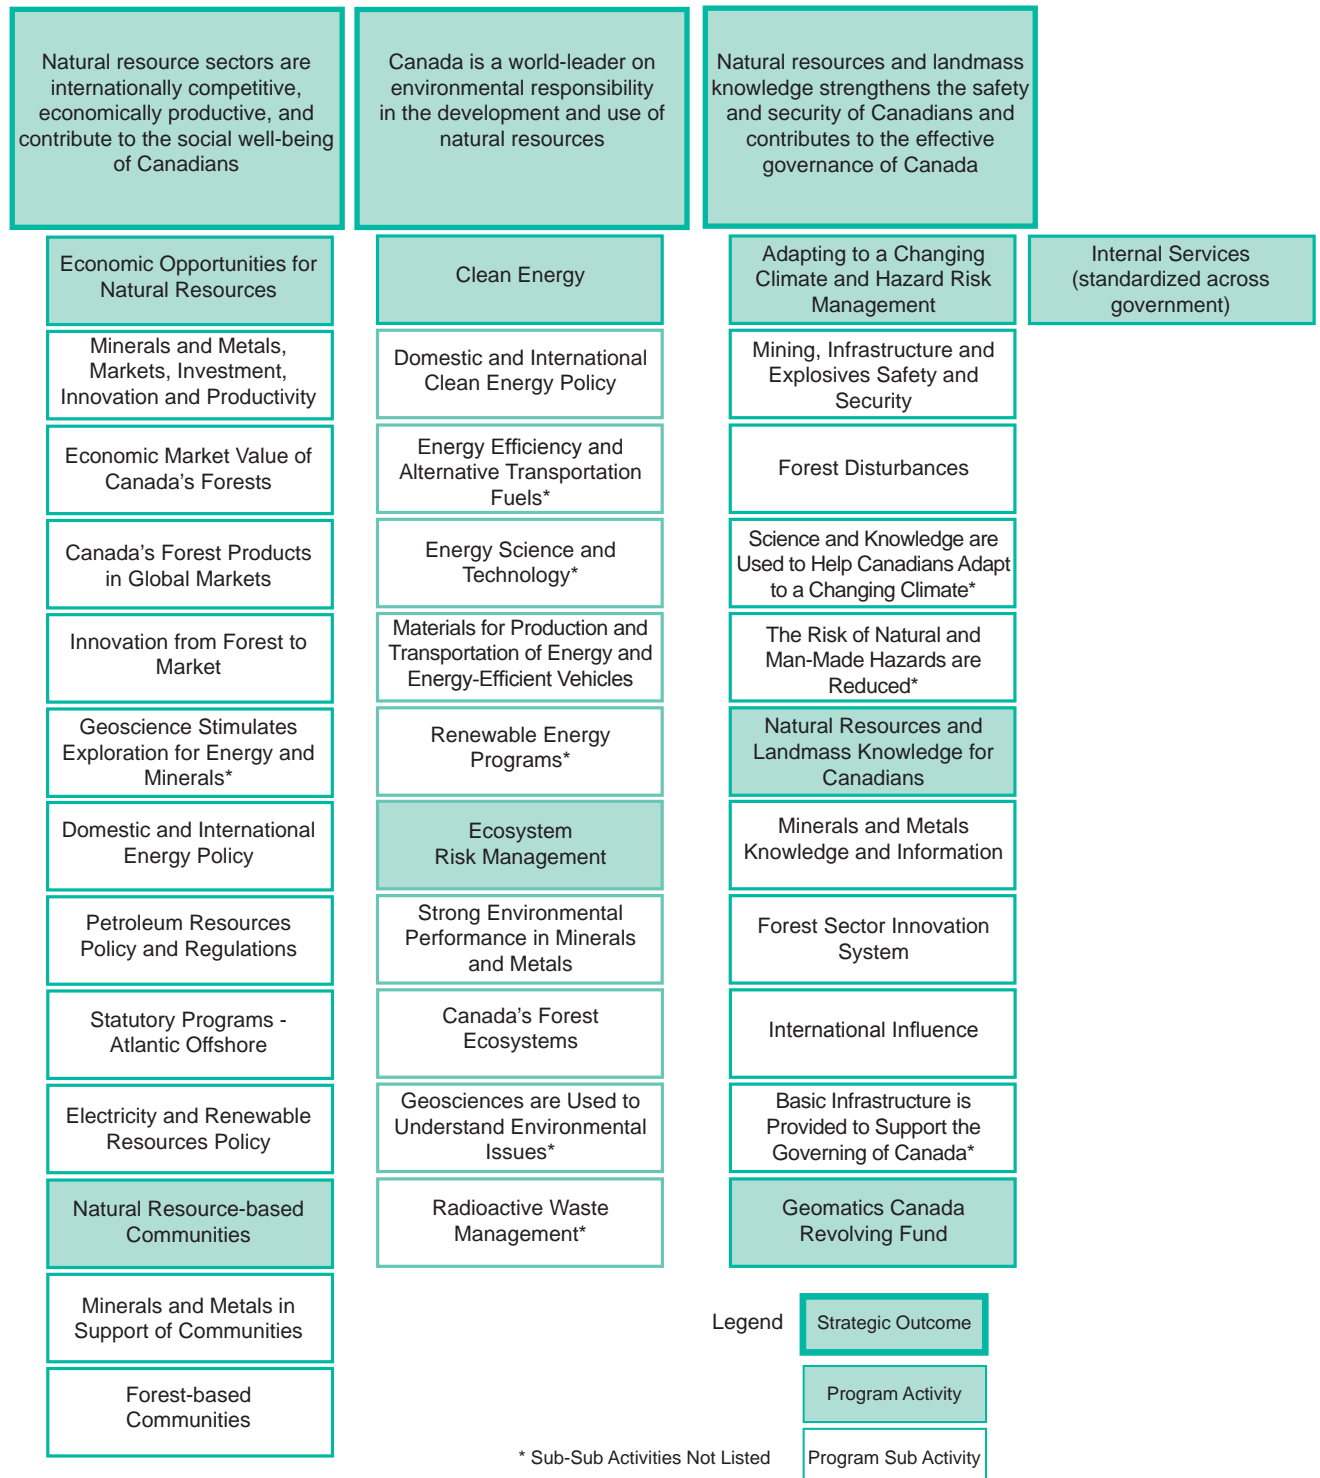 Natural resource sectors are
internationally competitive,
economically productive, and
contribute to the social well-being
of Canadians
Canada is a world-leader on
environmental responsibility
in the development and use of
natural resources
Natural resources and landmass
knowledge strengthens the safety
and security of Canadians and
contributes to the effective
governance of Canada
Economic Opportunities for
Natural Resources
Minerals and Metals,
Markets, Investment,
Innovation and Productivity
Economic Market Value of
Canada’s Forests
Canada’s Forest Products
in Global Markets
Innovation from Forest to
Market
Geoscience Stimulates
Exploration for Energy and
Minerals*
Domestic and International
Energy Policy
Petroleum Resources
Policy and Regulations
Statutory Programs -
Atlantic Offshore
Electricity and Renewable
Resources Policy
Natural Resource-based
Communities
Minerals and Metals in
Support of Communities
Forest-based
Communities
Clean Energy
Domestic and International
Clean Energy Policy
Energy Efficiency and
Alternative Transportation
Fuels*
Energy Science and
Technology*
Materials for Production and
Transportation of Energy and
Energy-Efficient Vehicles
Renewable Energy
Programs*
Ecosystem
Risk Management
Strong Environmental
Performance in Minerals
and Metals
Canada’s Forest
Ecosystems
Geosciences are Used to
Understand Environmental
Issues*
Radioactive Waste
Management*
Adapting to a Changing
Climate and Hazard Risk
Management
Mining, Infrastructure and
Explosives Safety and
Security
Forest Disturbances
Science and Knowledge are
Used to Help Canadians Adapt
to a Changing Climate*
The Risk of Natural and
Man-Made Hazards are
Reduced*
Natural Resources and
Landmass Knowledge for
Canadians
Minerals and Metals
Knowledge and Information
Forest Sector Innovation
System
International Influence
Basic Infrastructure is
Provided to Support the
Governing of Canada*
Geomatics Canada
Revolving Fund
Internal Services
(standardized across
government)
Legend
Strategic Outcome
Program Activity
Program Sub Activity
* Sub-Sub Activities Not Listed